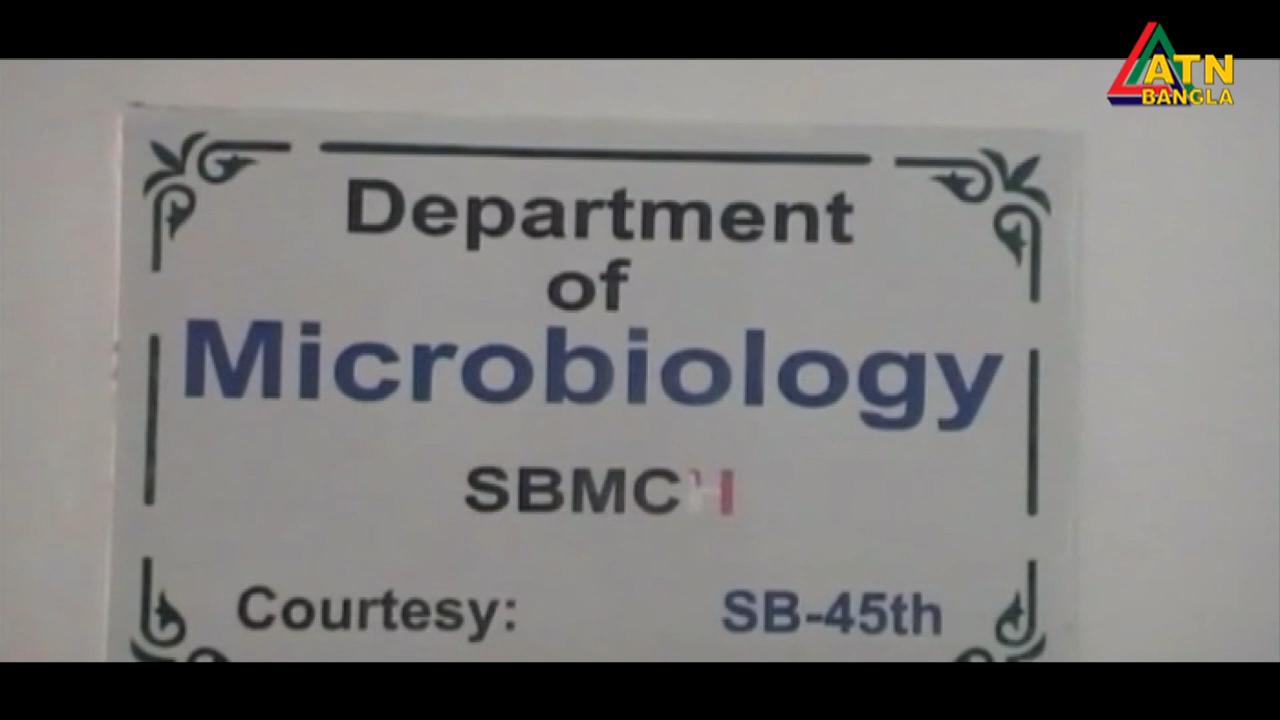 ATN
BANGLA
Department
of
Microbiology
SBMCH
Courtesy: SB-45th